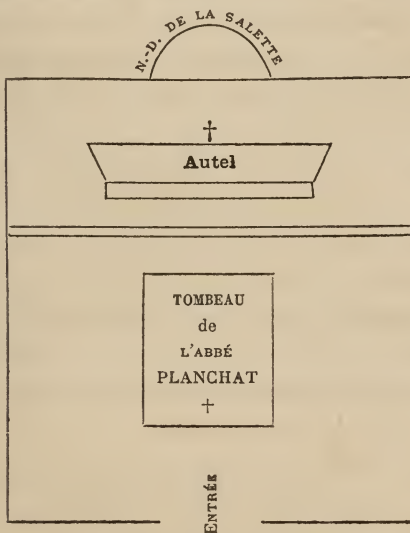 N.-D. DE LA SALETTE
†
Autel
TOMBEAU
de
L'ABBÉ
PLANCHAT
†
ENTRÉE